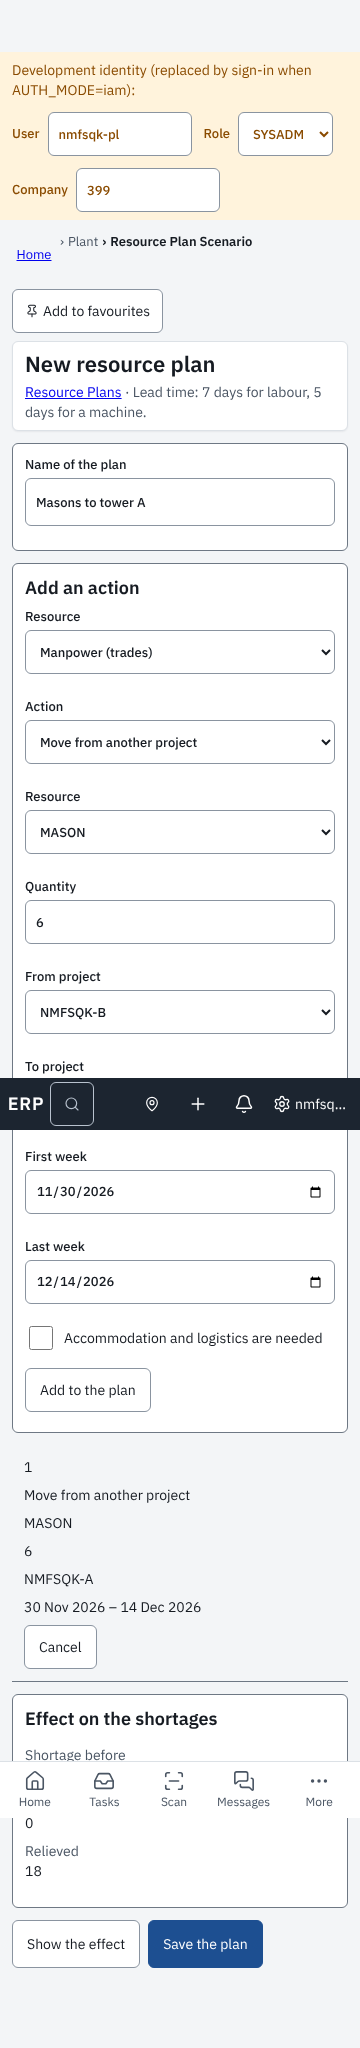 Development identity (replaced by sign-in when
AUTH_MODE=iam):
User nmfsqk-pl Role SYSADM
Company 399
Home › Plant › Resource Plan Scenario
Add to favourites
New resource plan
Resource Plans · Lead time: 7 days for labour, 5
days for a machine.
Name of the plan
Masons to tower A
Add an action
Resource
Manpower (trades)
Action
Move from another project
Resource
MASON
Quantity
6
From project
NMFSQK-B
To project
ERP nmfsq...
First week
11/30/2026
Last week
12/14/2026
Accommodation and logistics are needed
Add to the plan
1
Move from another project
MASON
6
NMFSQK-A
30 Nov 2026 – 14 Dec 2026
Cancel
Effect on the shortages
Shortage before
Home Tasks Scan Messages More
0
Relieved
18
Show the effect Save the plan